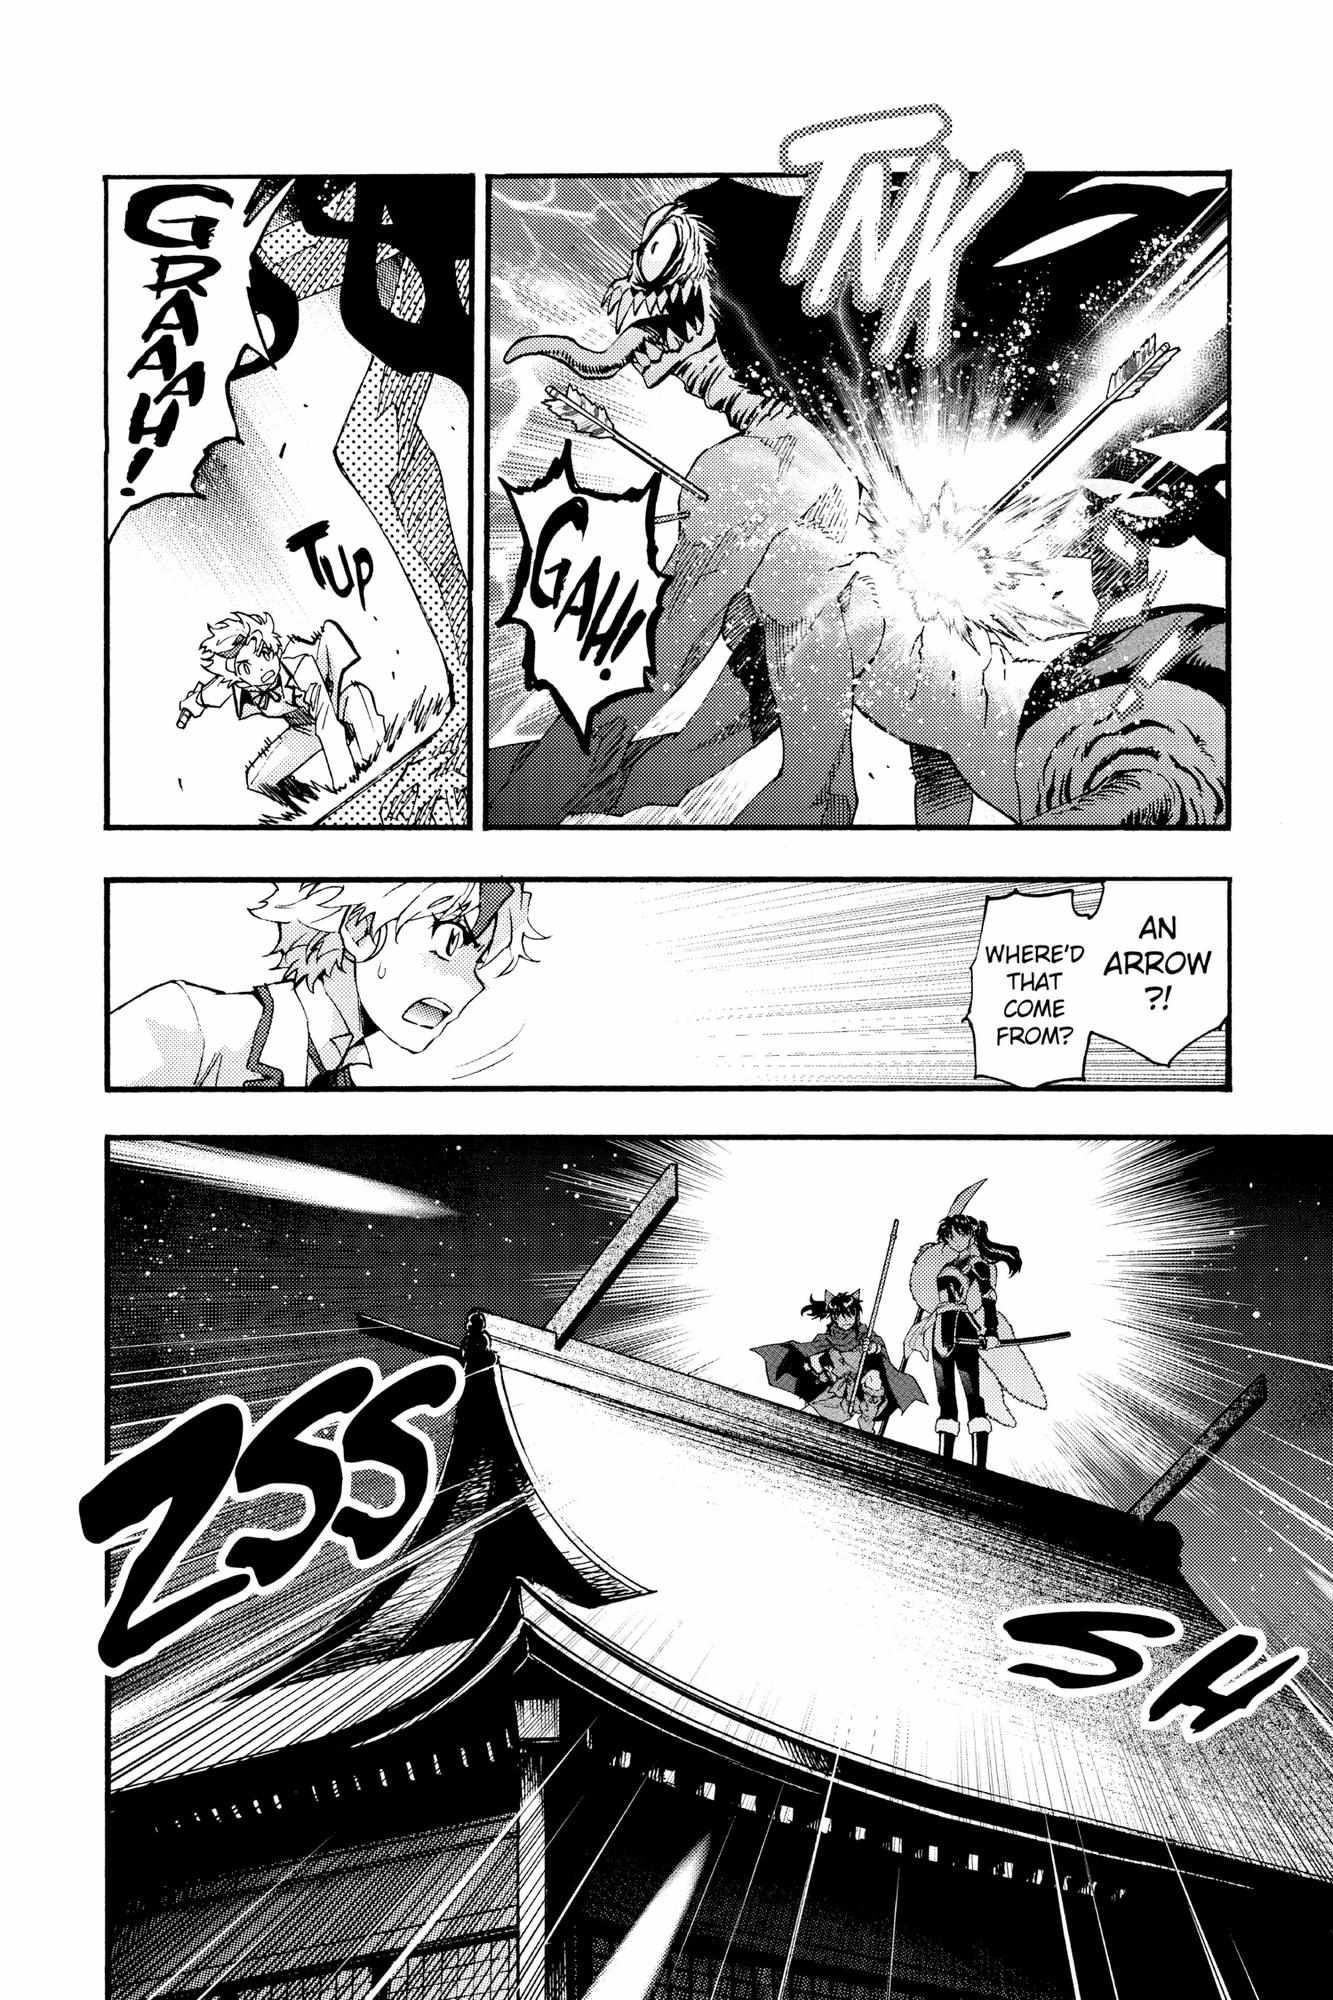 TNK
GAH!
GRAAAH!
TUP
AN
ARROW
?!
WHERE'D
THAT
COME
FROM?
ZSS
SH